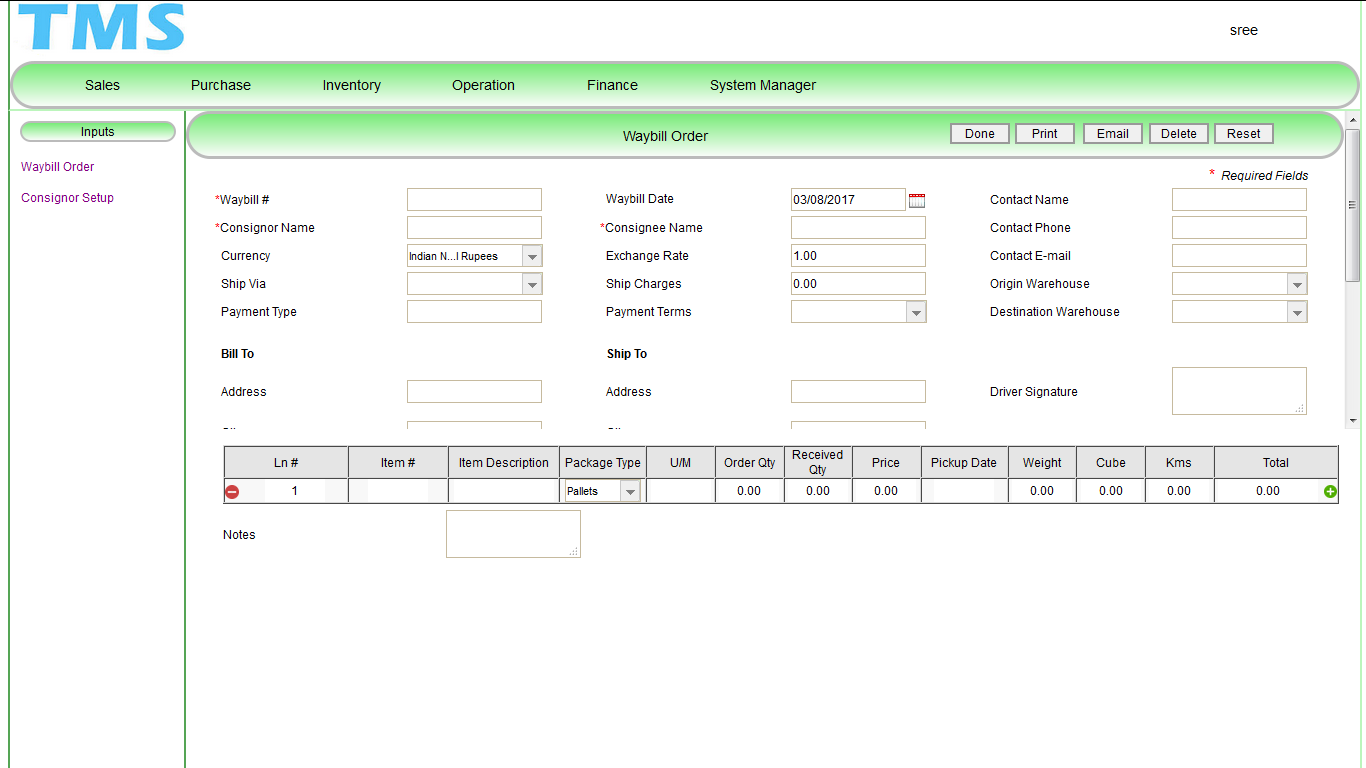 TMS
sree
Sales Purchase Inventory Operation Finance System Manager
Inputs
Waybill Order
Consignor Setup
Waybill Order Done Print Email Delete Reset
* Required Fields
*Waybill # Waybill Date 03/08/2017 Contact Name
*Consignor Name *Consignee Name Contact Phone
Currency Indian N...l Rupees Exchange Rate 1.00 Contact E-mail
Ship Via Ship Charges 0.00 Origin Warehouse
Payment Type Payment Terms Destination Warehouse
Bill To Ship To
Address Address Driver Signature
Ln # Item # Item Description Package Type U/M Order Qty Received Qty Price Pickup Date Weight Cube Kms Total
1 Pallets 0.00 0.00 0.00 0.00 0.00 0.00 0.00
Notes